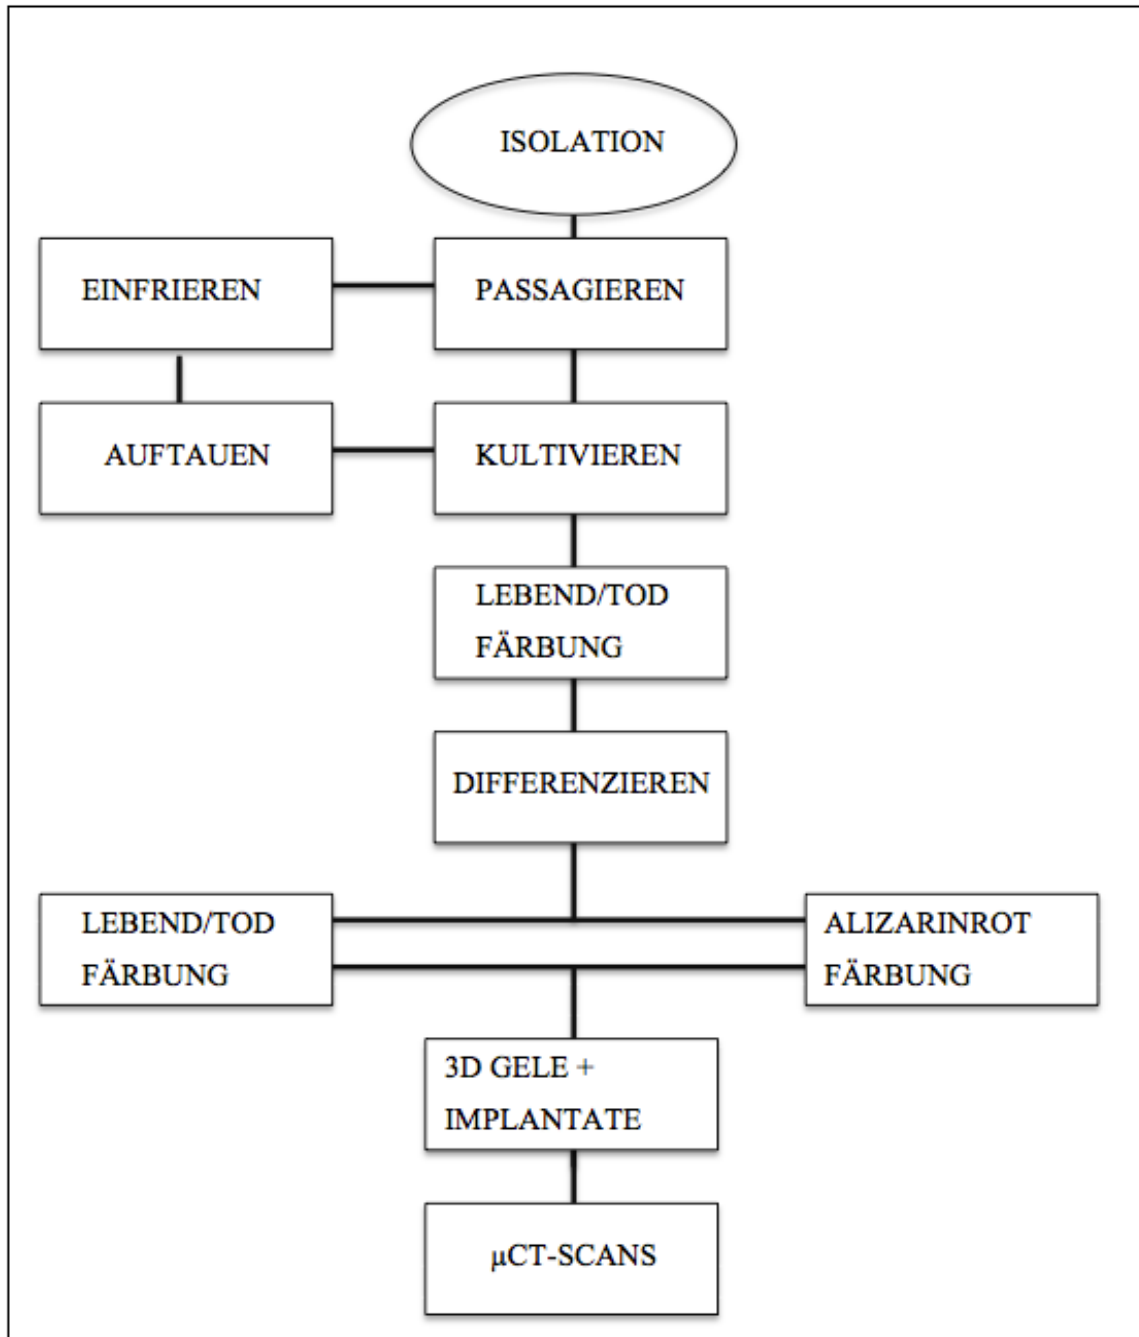 ISOLATION
EINFRIEREN
PASSAGIEREN
AUFTAUEN
KULTIVIEREN
LEBEND/TOD
FÄRBUNG
DIFFERENZIEREN
LEBEND/TOD
FÄRBUNG
ALIZARINROT
FÄRBUNG
3D GELE +
IMPLANTATE
µCT-SCANS